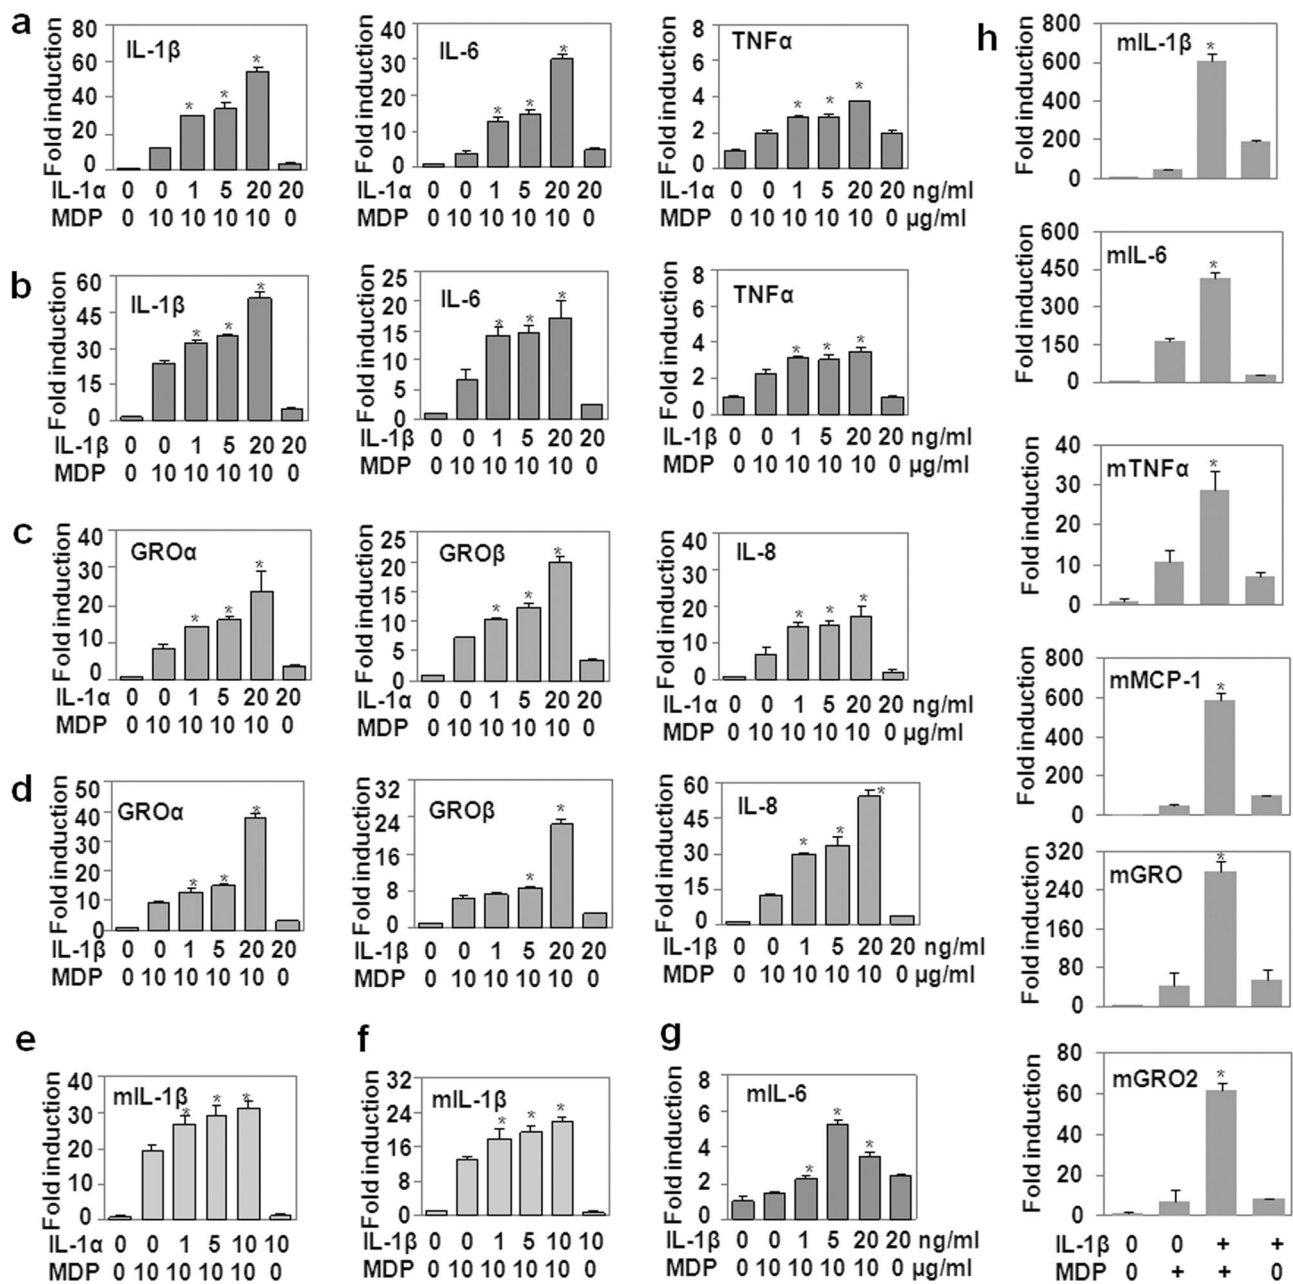 a
Fold induction
80
60
40
20
0
IL-1β
*
*
*
IL-1α 0 0 1 5 20 20
MDP 0 10 10 10 10 0
Fold induction
40
30
20
10
0
IL-6
*
*
*
0 0 1 5 20 20
0 10 10 10 10 0
Fold induction
8
6
4
2
0
TNFα
*
*
*
IL-1α 0 0 1 5 20 20 ng/ml
MDP 0 10 10 10 10 0 µg/ml
b
Fold induction
60
45
30
15
0
IL-1β
*
*
*
IL-1β 0 0 1 5 20 20
MDP 0 10 10 10 10 0
Fold induction
25
20
15
10
5
0
IL-6
*
*
*
0 0 1 5 20 20
0 10 10 10 10 0
Fold induction
8
6
4
2
0
TNFα
*
*
*
IL-1β 0 0 1 5 20 20 ng/ml
MDP 0 10 10 10 10 0 µg/ml
c
Fold induction
40
30
20
10
0
GROα
*
*
*
IL-1α 0 0 1 5 20 20
MDP 0 10 10 10 10 0
Fold induction
25
20
15
10
5
0
GROβ
*
*
*
0 0 1 5 20 20
0 10 10 10 10 0
Fold induction
40
30
20
10
0
IL-8
*
*
*
IL-1α 0 0 1 5 20 20 ng/ml
MDP 0 10 10 10 10 0 µg/ml
d
Fold induction
50
40
30
20
10
0
GROα
*
*
*
IL-1β 0 0 1 5 20 20
MDP 0 10 10 10 10 0
Fold induction
32
24
16
8
0
GROβ
*
*
0 0 1 5 20 20
0 10 10 10 10 0
Fold induction
60
45
30
15
0
IL-8
*
*
*
IL-1β 0 0 1 5 20 20 ng/ml
MDP 0 10 10 10 10 0 µg/ml
e
Fold induction
40
30
20
10
0
mIL-1β
*
*
*
IL-1α 0 0 1 5 10 10
MDP 0 10 10 10 10 0
f
Fold induction
32
24
16
8
0
mIL-1β
*
*
*
IL-1β 0 0 1 5 10 10
MDP 0 10 10 10 10 0
g
Fold induction
8
6
4
2
0
mIL-6
*
*
*
IL-1β 0 0 1 5 20 20 ng/ml
MDP 0 10 10 10 10 0 µg/ml
h
Fold induction
800
600
400
200
0
mIL-1β
*
Fold induction
600
450
300
150
0
mIL-6
*
Fold induction
40
30
20
10
0
mTNFα
*
Fold induction
800
600
400
200
0
mMCP-1
*
Fold induction
320
240
160
80
0
mGRO
*
Fold induction
80
60
40
20
0
mGRO2
*
IL-1β 0 0 + +
MDP 0 + + 0